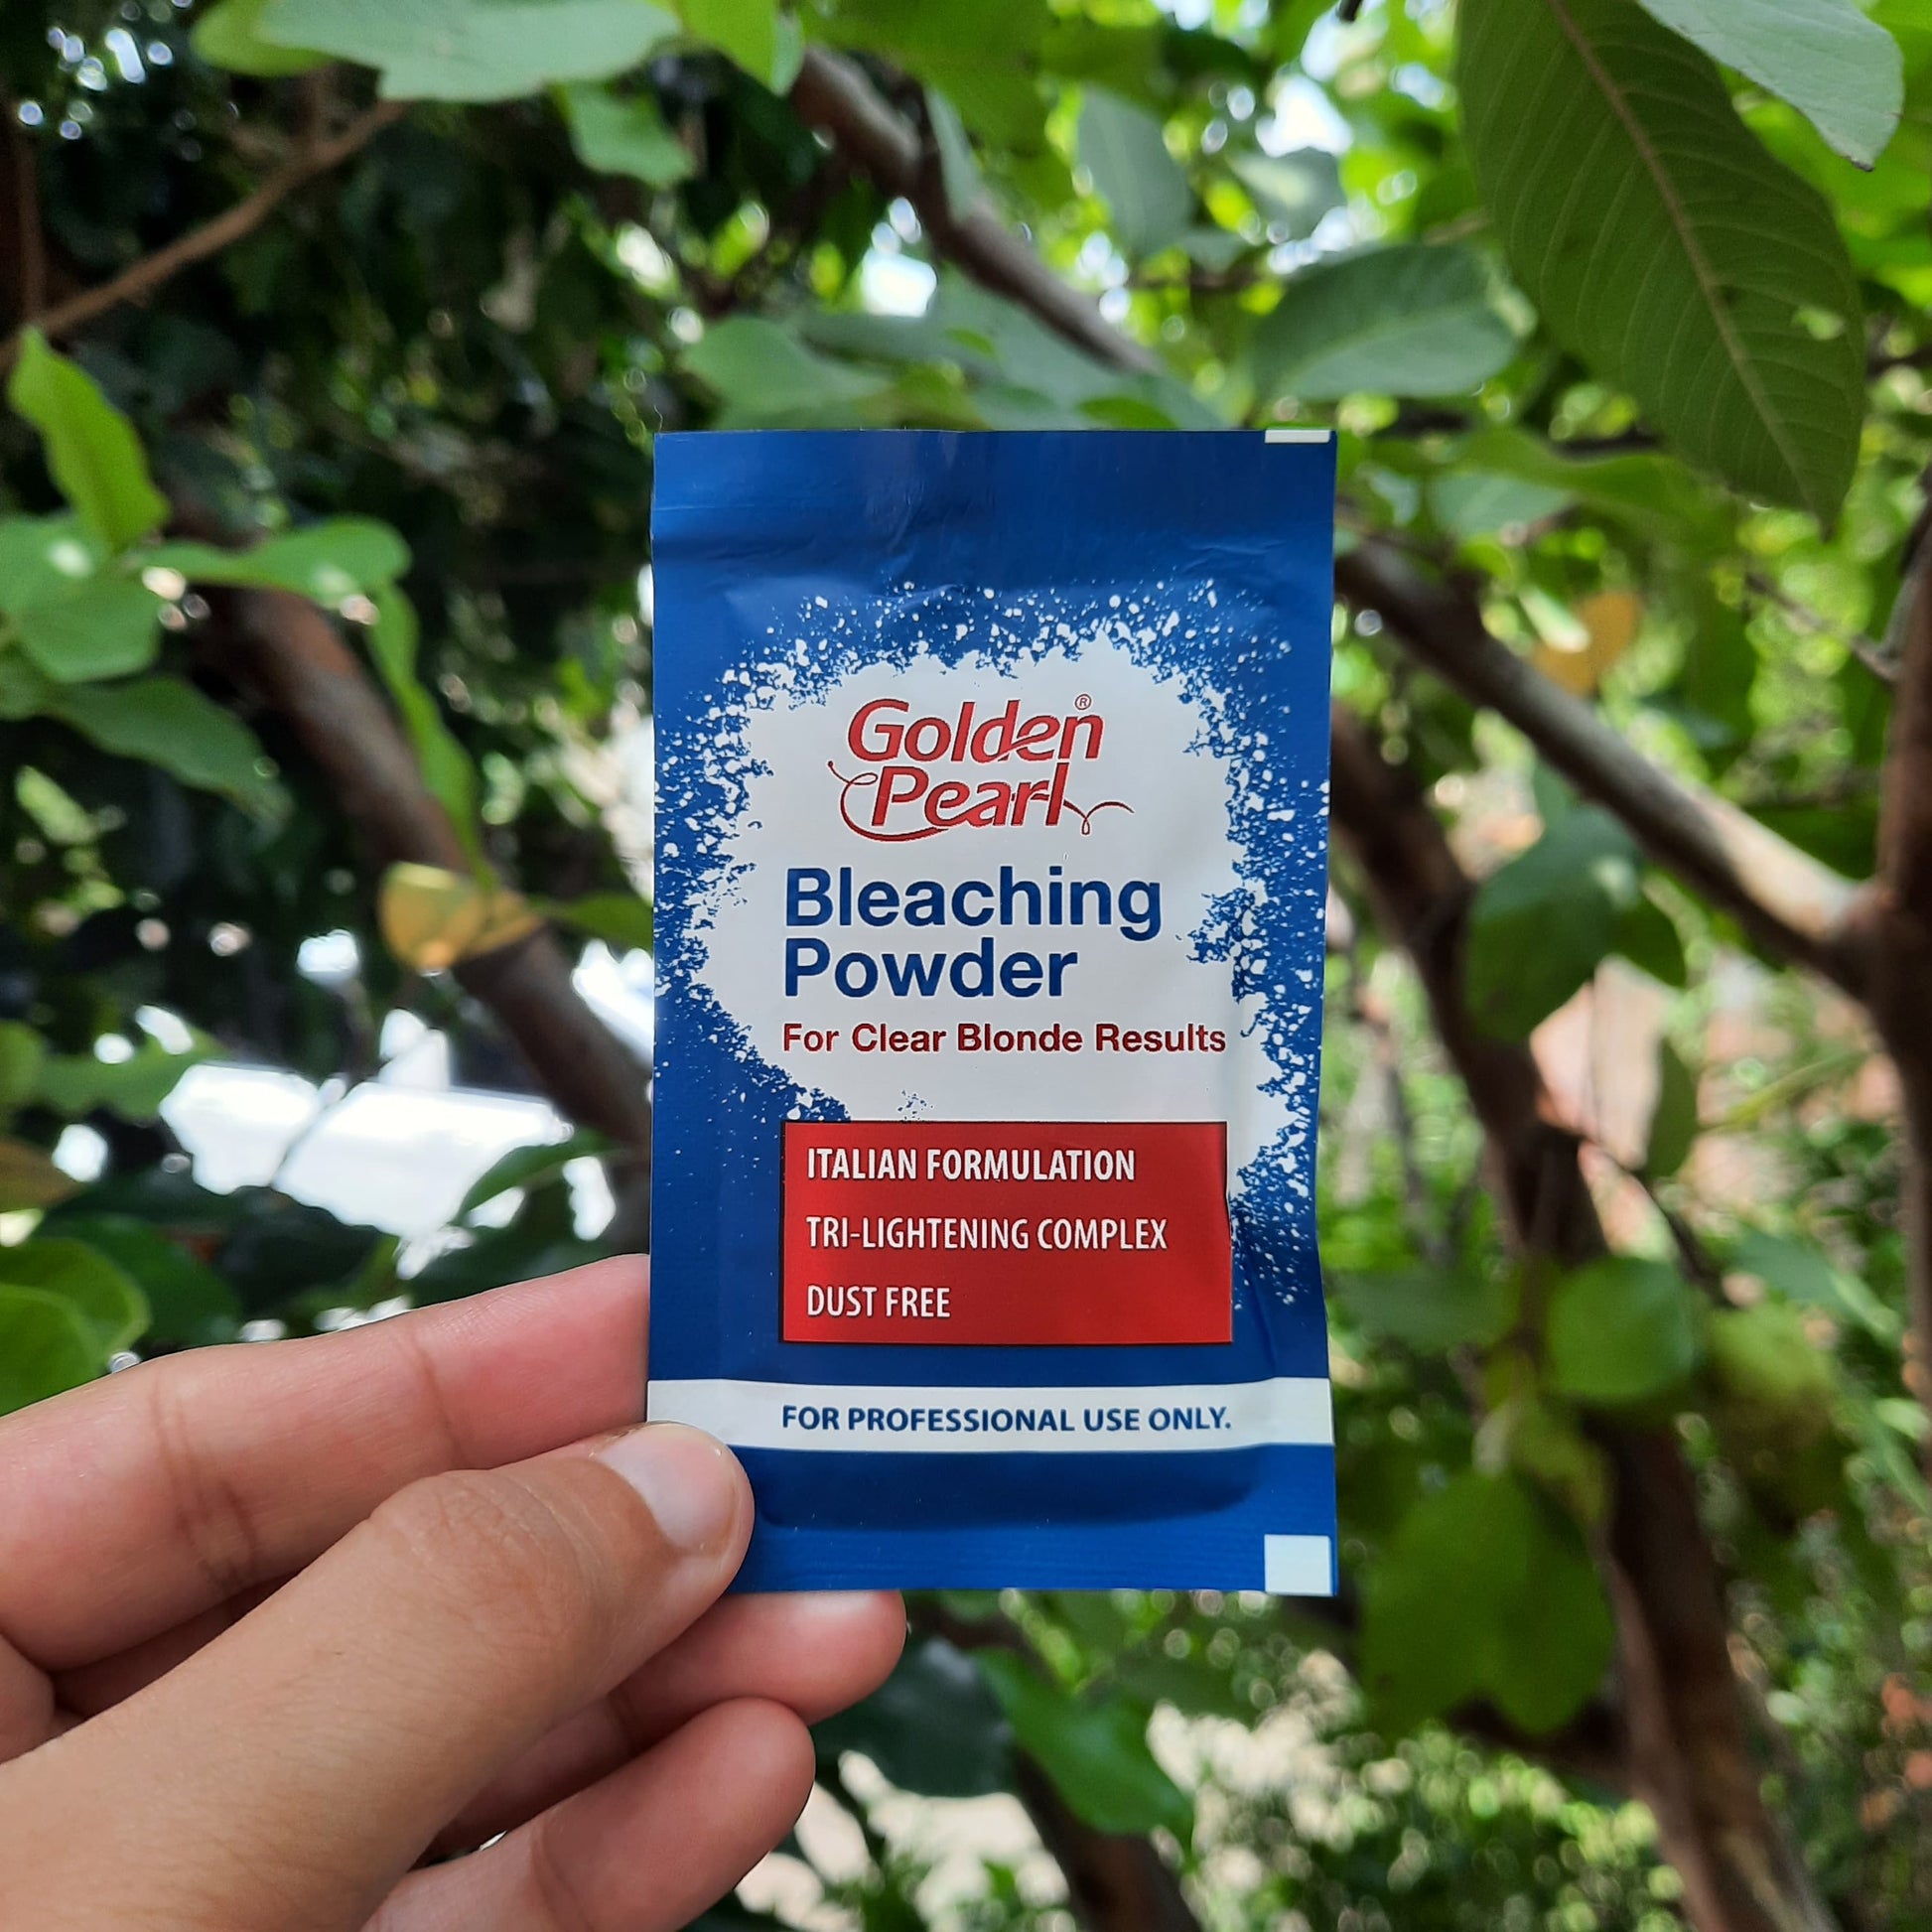 Golden®
Pearl
Bleaching
Powder
For Clear Blonde Results
ITALIAN FORMULATION
TRI-LIGHTENING COMPLEX
DUST FREE
FOR PROFESSIONAL USE ONLY.